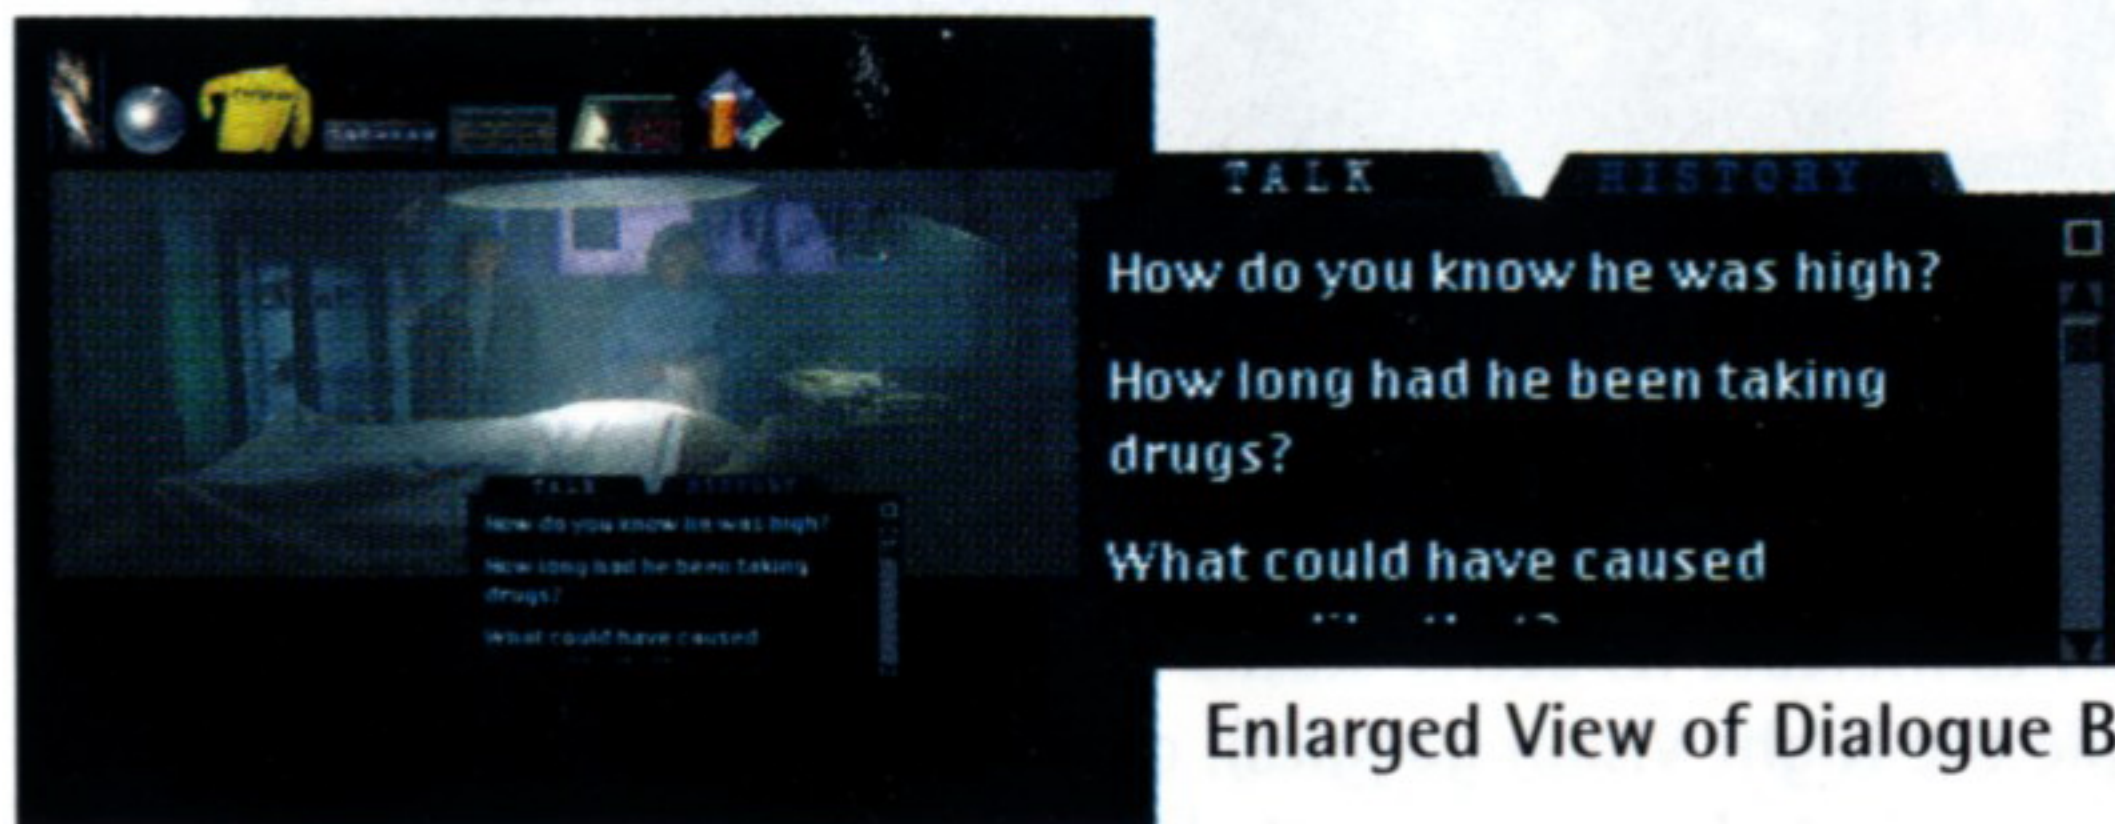 TALK HISTORY
How do you know he was high?
How long had he been taking
drugs?
What could have caused
TALK HISTORY
How do you know he was high?
How long had he been taking
drugs?
What could have caused
Enlarged View of Dialogue B